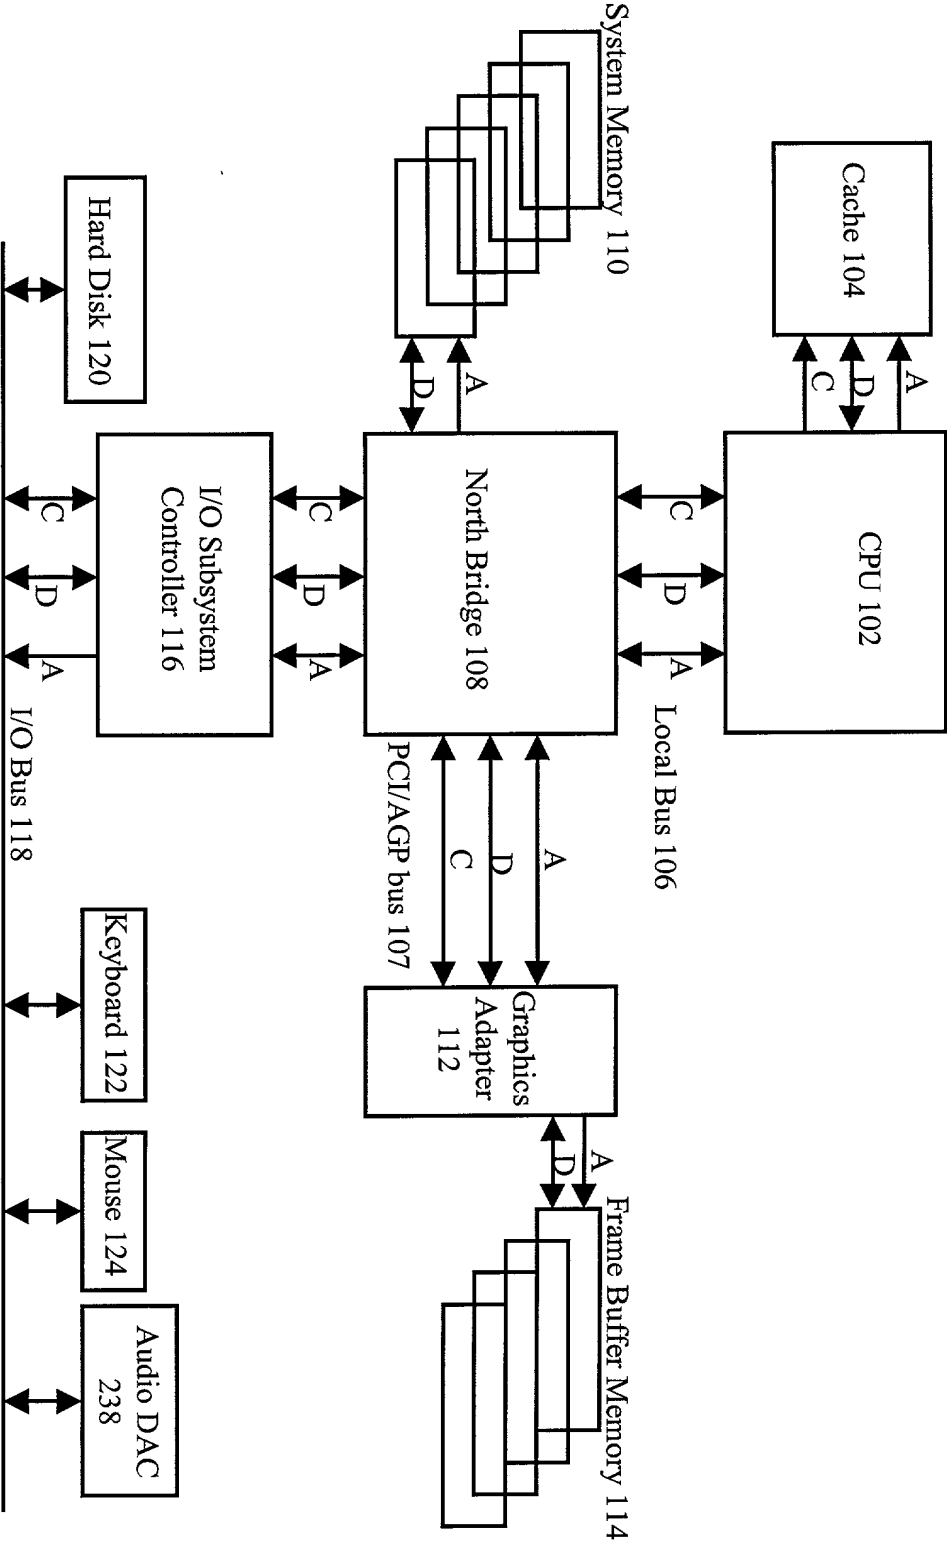 Cache 104
A
D
C
CPU 102
System Memory 110
C
D
A
Local Bus 106
A
D
North Bridge 108
A
D
C
PCI/AGP bus 107
Graphics
Adapter
112
A
D
Frame Buffer Memory 114
C
D
A
Hard Disk 120
I/O Subsystem
Controller 116
C
D
A
I/O Bus 118
Keyboard 122
Mouse 124
Audio DAC
238